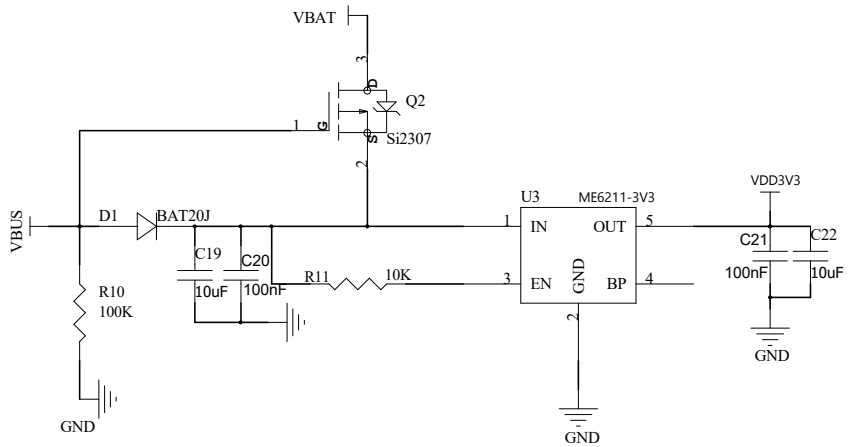 VBAT
3
D
Q2
1
G
S
Si2307
2
VDD3V3
U3
ME6211-3V3
VBUS
D1
BAT20J
1
IN
OUT
5
C19
10uF
C20
100nF
C21
100nF
C22
10uF
R11
10K
3
EN
GND
BP
4
R10
100K
2
GND
GND
GND